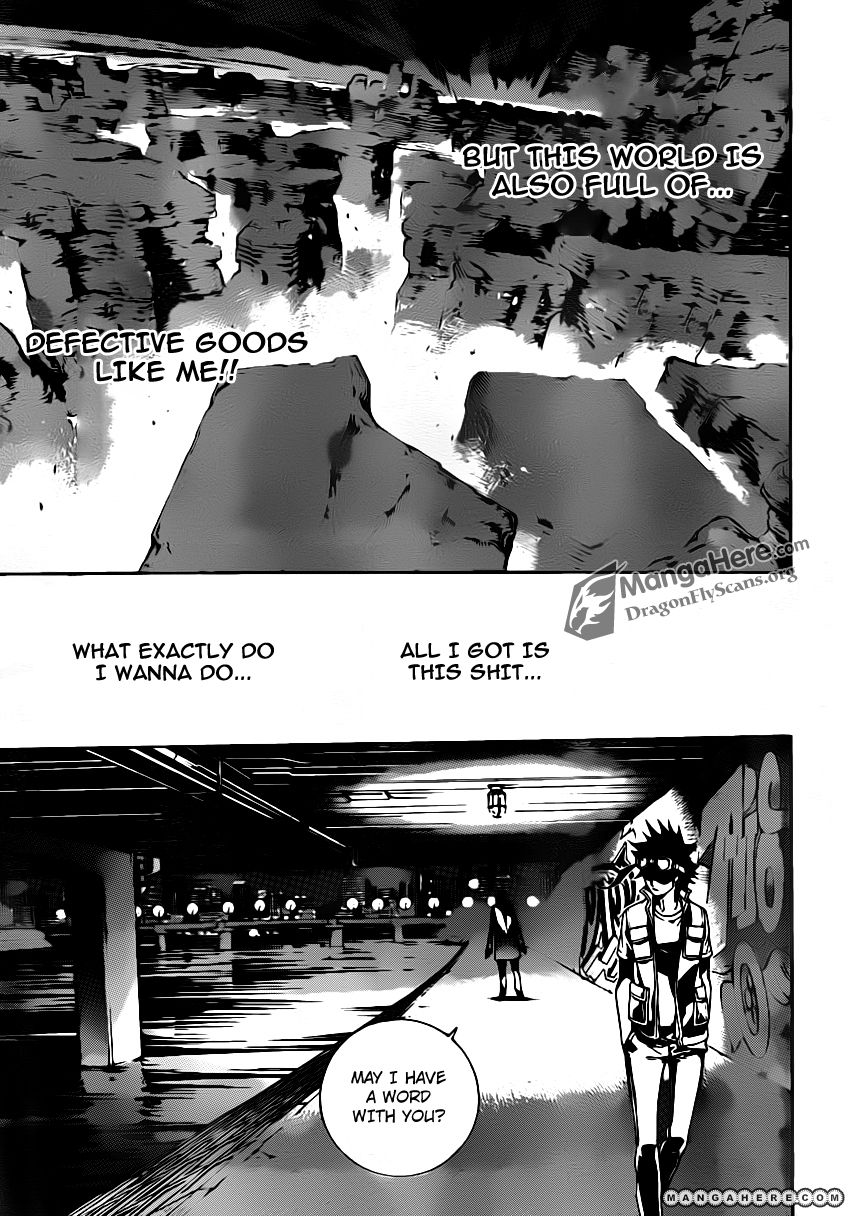 BUT THIS WORLD IS
ALSO FULL OF...
DEFECTIVE GOODS
LIKE ME!!
MangaHere.com
DragonFlyScans.org
ALL I GOT IS
THIS SHIT...
WHAT EXACTLY DO
I WANNA DO...
MAY I HAVE
A WORD
WITH YOU?
MANGAHERE.COM